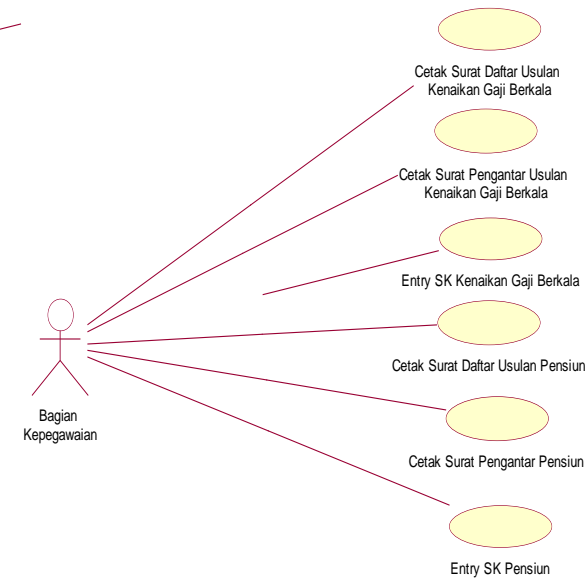 Cetak Surat Daftar Usulan
Kenaikan Gaji Berkala
Cetak Surat Pengantar Usulan
Kenaikan Gaji Berkala
Entry SK Kenaikan Gaji Berkala
Cetak Surat Daftar Usulan Pensiun
Bagian
Kepegawaian
Cetak Surat Pengantar Pensiun
Entry SK Pensiun